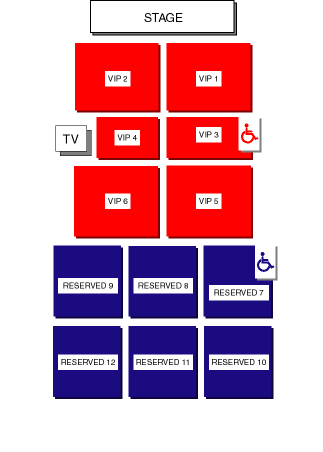 STAGE
VIP 2
VIP 1
TV
VIP 4
VIP 3
VIP 6
VIP 5
RESERVED 9
RESERVED 8
RESERVED 7
RESERVED 12
RESERVED 11
RESERVED 10